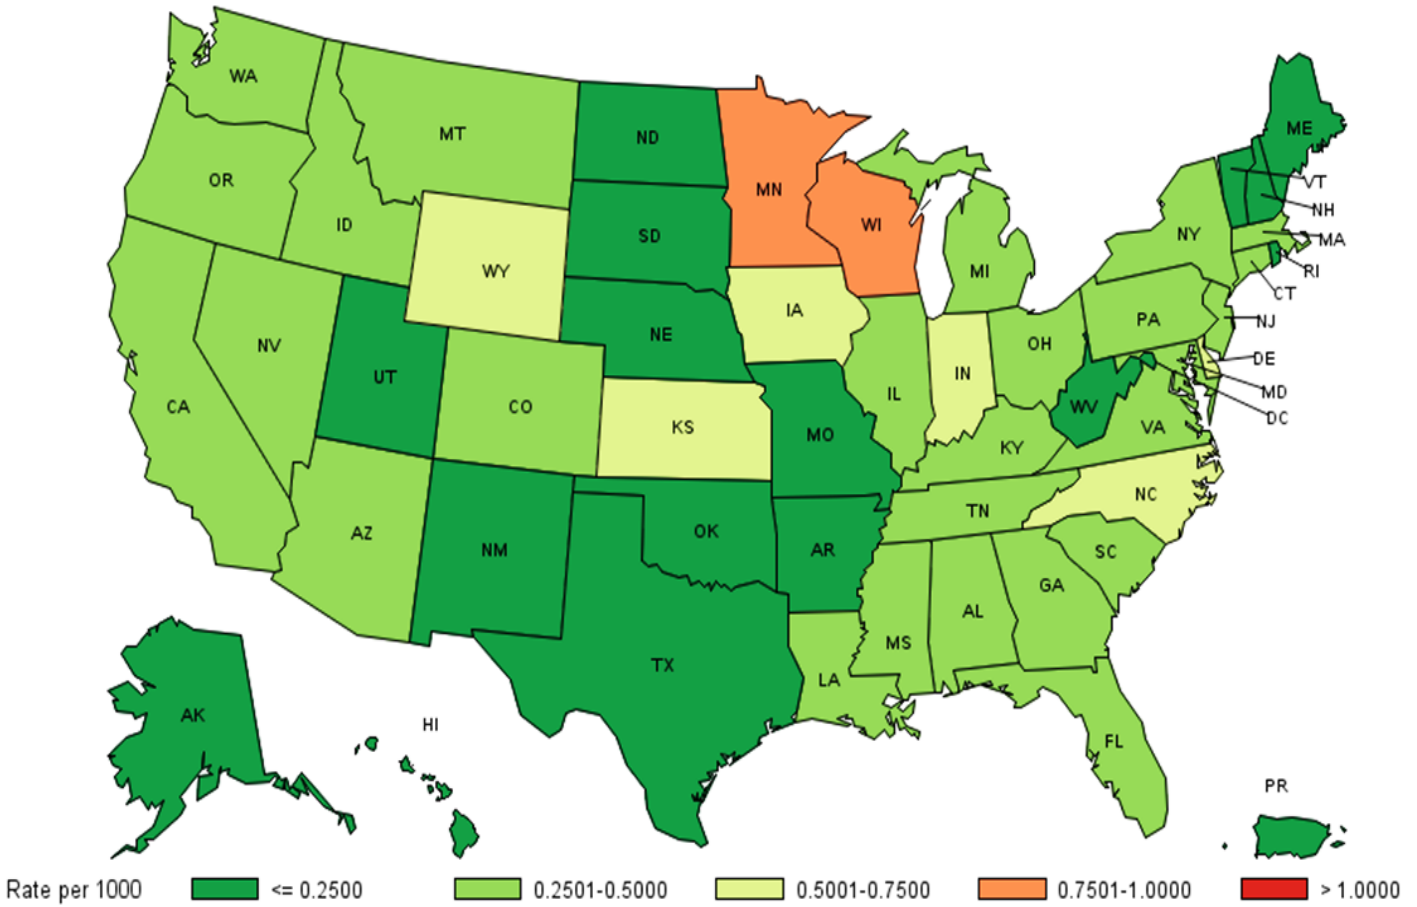 WA
MT
ND
ME
OR
MN
VT
ID
SD
WI
NH
NY
MA
WY
MI
RI
CT
IA
PA
NJ
NV
NE
OH
DE
UT
IN
MD
CA
CO
IL
WV
DC
KS
MO
KY
VA
NC
AZ
NM
OK
AR
TN
SC
GA
AL
MS
TX
LA
AK
HI
FL
PR
Rate per 1000 <= 0.2500 0.2501-0.5000 0.5001-0.7500 0.7501-1.0000 > 1.0000